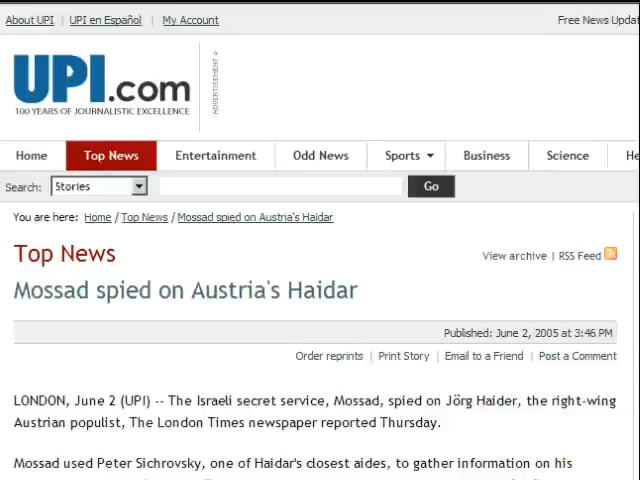 About UPI | UPI en Español | My Account
Free News Updat
UPI.com
100 YEARS OF JOURNALISTIC EXCELLENCE
ADVERTISEMENT
Home Top News Entertainment Odd News Sports Business Science He
Search: Stories Go
You are here: Home / Top News / Mossad spied on Austria's Haidar
Top News
View archive | RSS Feed
Mossad spied on Austria's Haidar
Published: June 2, 2005 at 3:46 PM
Order reprints | Print Story | Email to a Friend | Post a Comment
LONDON, June 2 (UPI) -- The Israeli secret service, Mossad, spied on Jörg Haider, the right-wing
Austrian populist, The London Times newspaper reported Thursday.
Mossad used Peter Sichrovsky, one of Haidar's closest aides, to gather information on his